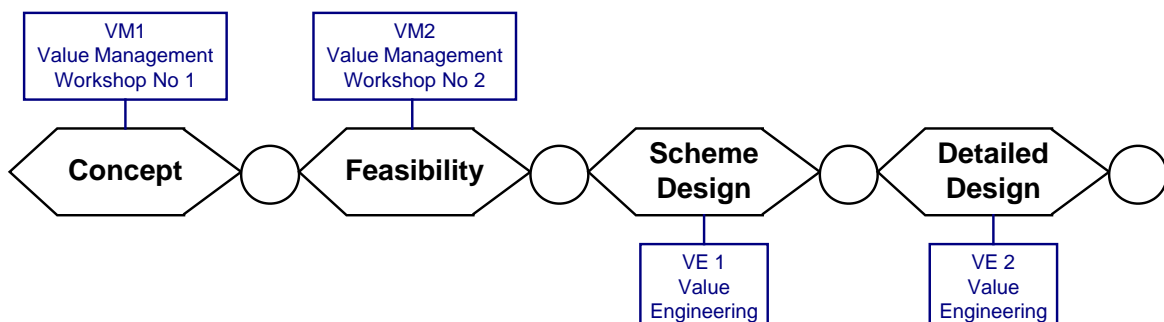 VM1
Value Management
Workshop No 1
VM2
Value Management
Workshop No 2
Concept
Feasibility
Scheme
Design
Detailed
Design
VE 1
Value
Engineering
VE 2
Value
Engineering